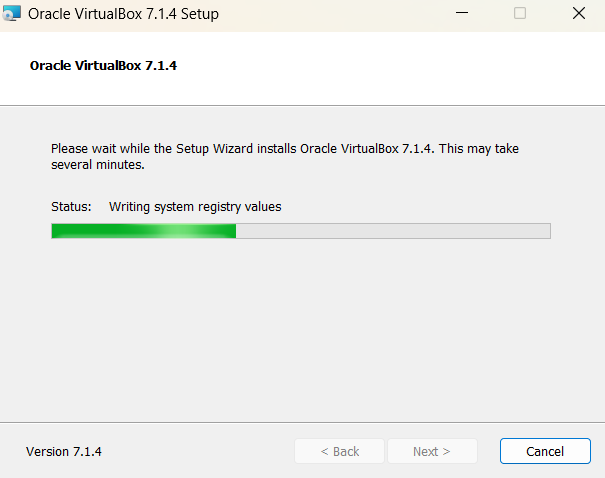 Oracle VirtualBox 7.1.4 Setup
Oracle VirtualBox 7.1.4
Please wait while the Setup Wizard installs Oracle VirtualBox 7.1.4. This may take
several minutes.
Status: Writing system registry values
Version 7.1.4 < Back Next > Cancel